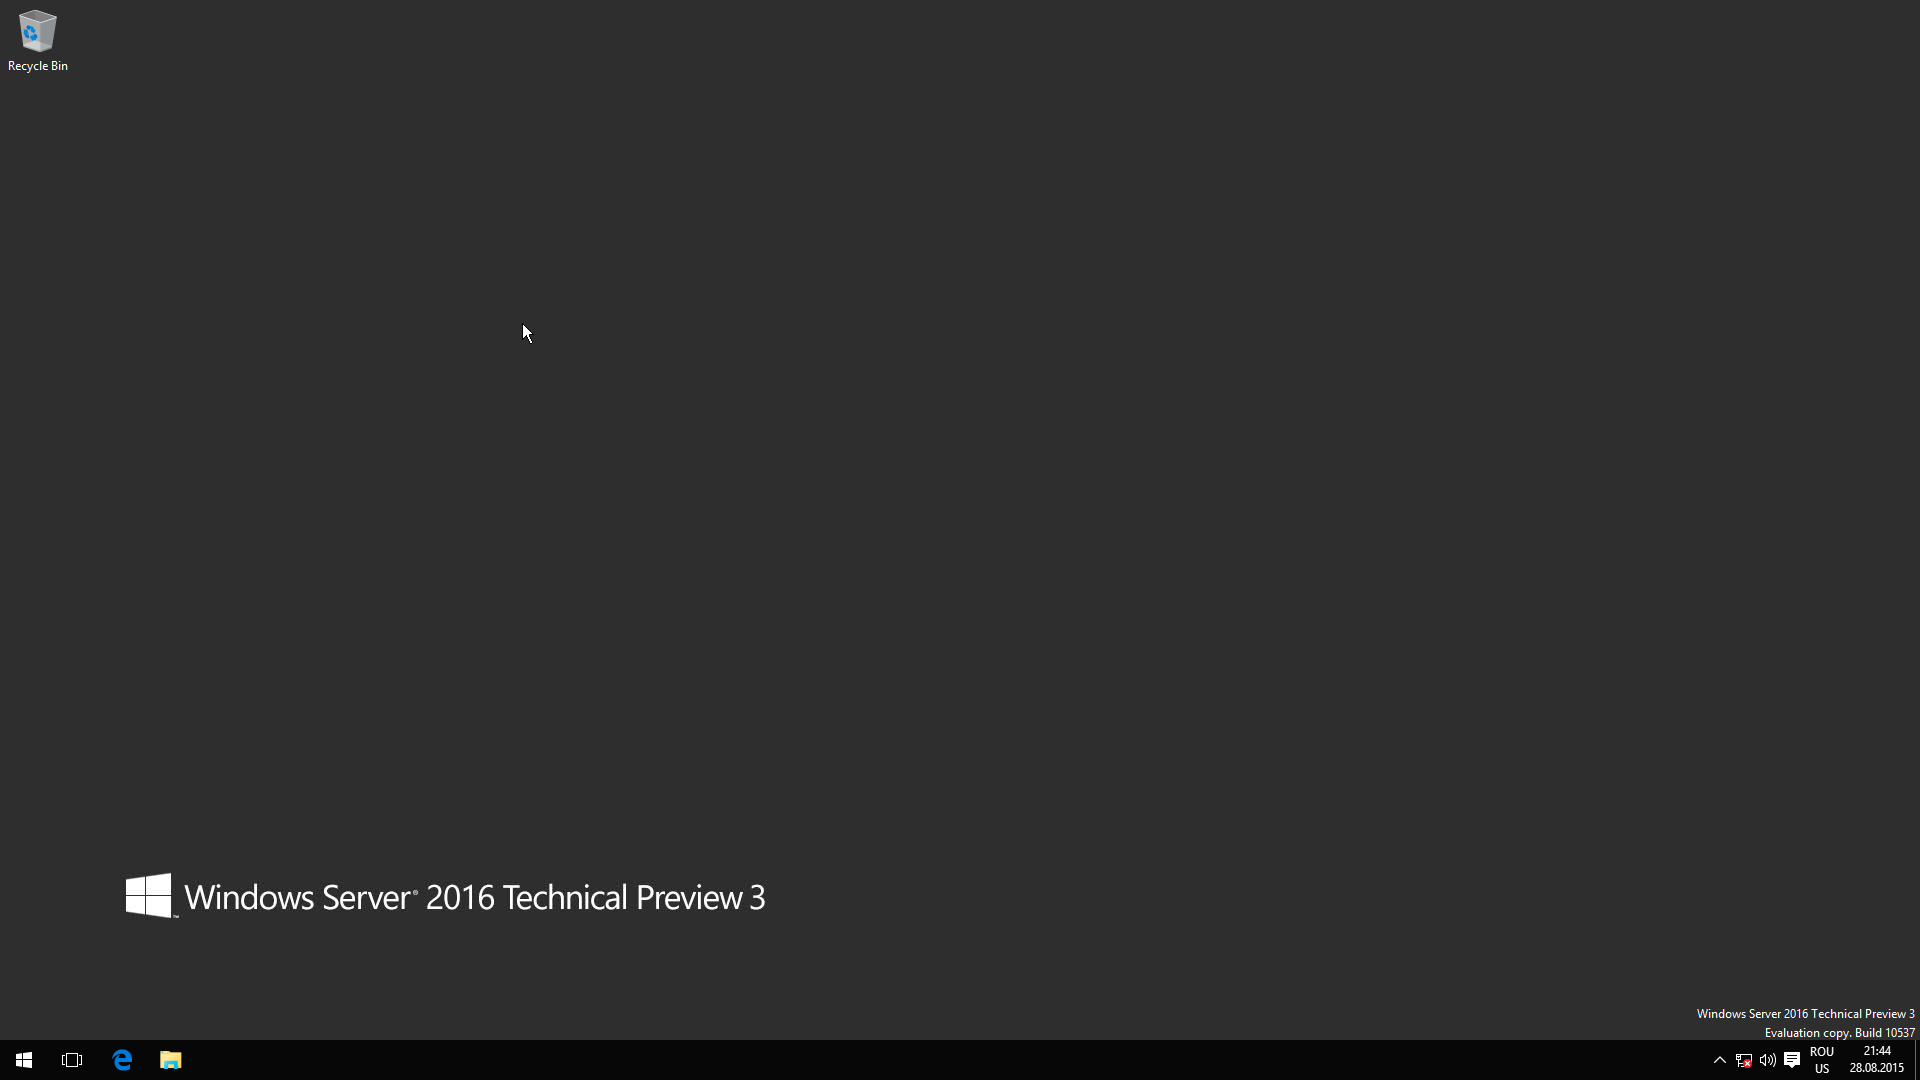 Recycle Bin
Windows Server® 2016 Technical Preview 3
Windows Server 2016 Technical Preview 3
Evaluation copy. Build 10537
ROU
US
21:44
28.08.2015